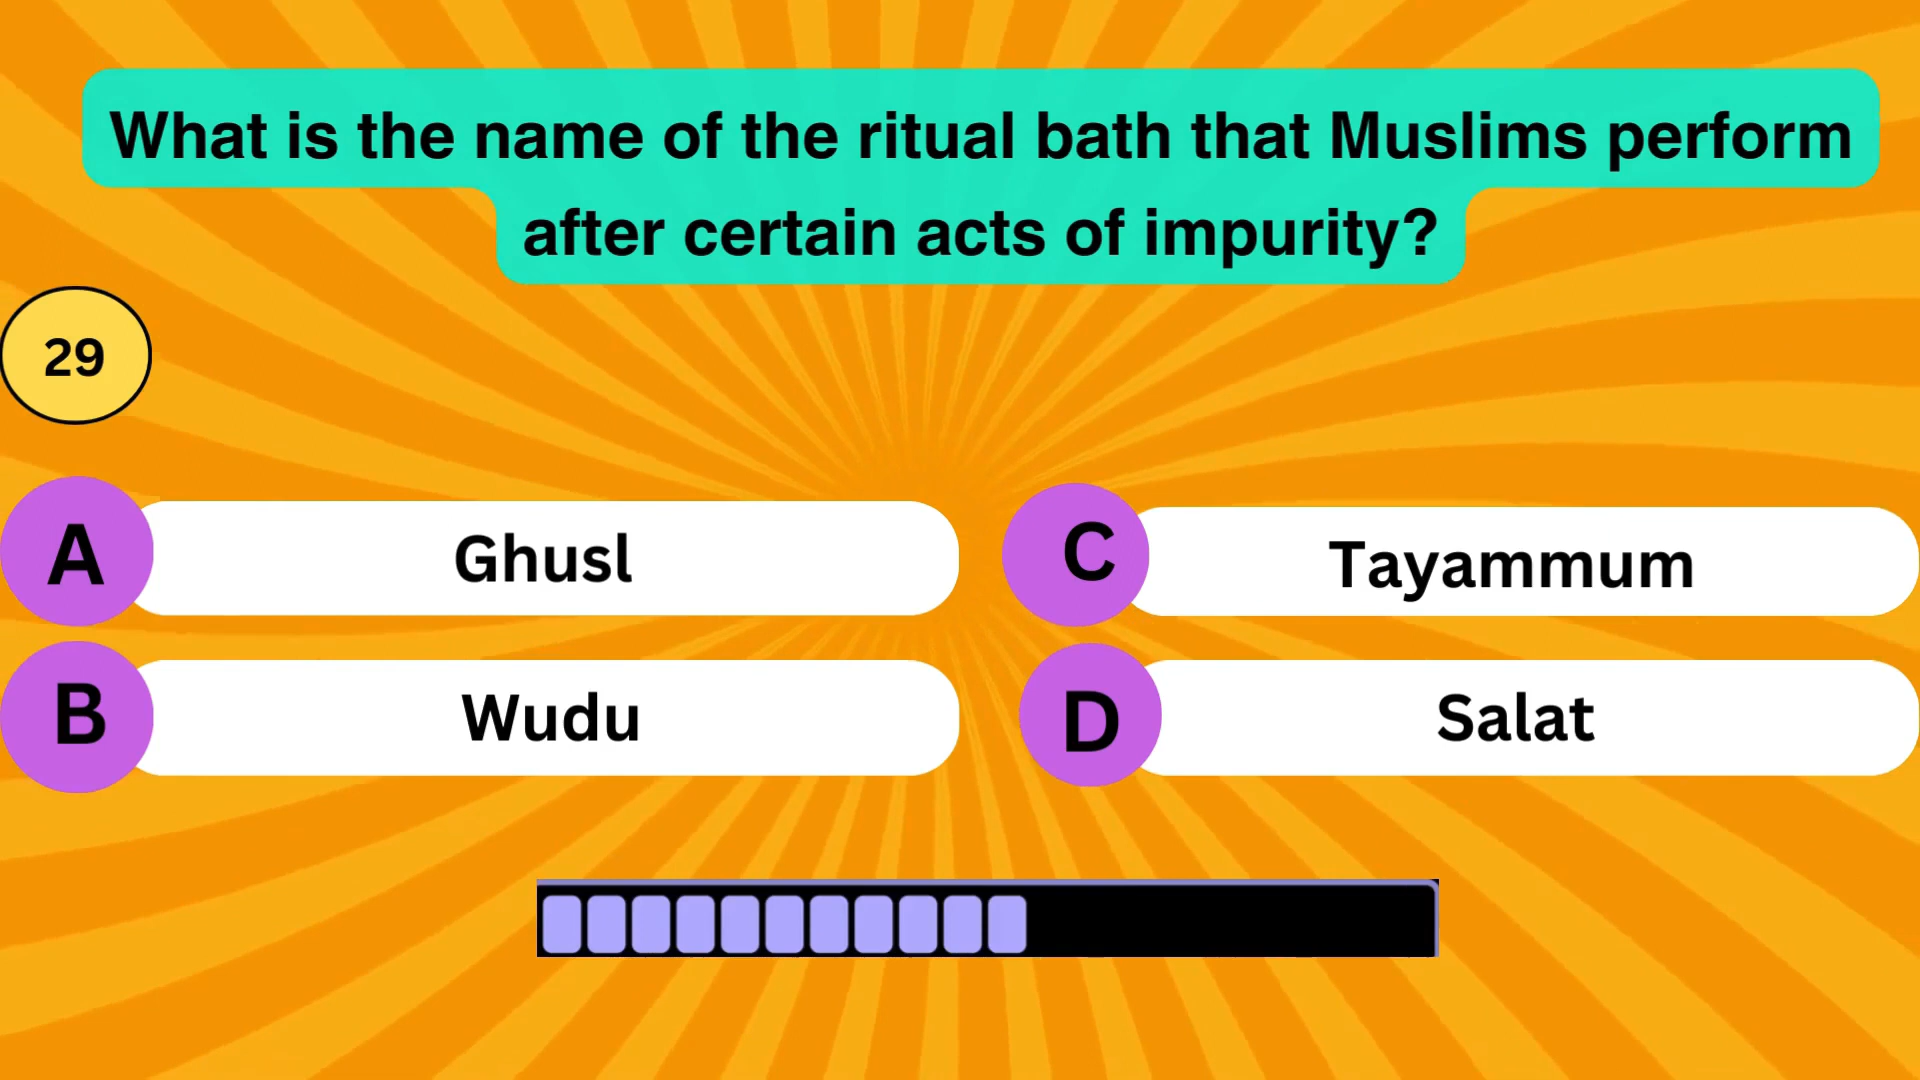 What is the name of the ritual bath that Muslims perform
after certain acts of impurity?
29
A
Ghusl
C
Tayammum
B
Wudu
D
Salat